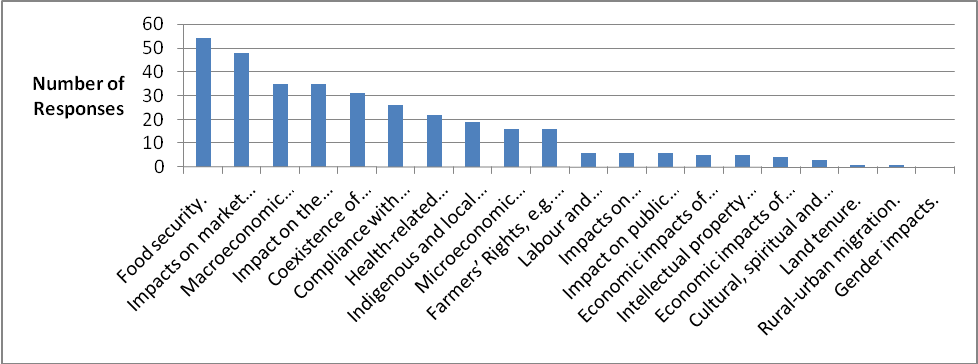 60
50
40
30
20
10
0
Number of
Responses
Food security.
Impacts on market…
Macroeconomic…
Impact on the…
Coexistence of…
Compliance with…
Health-related…
Indigenous and local…
Microeconomic…
Farmers’ Rights, e.g…
Labour and…
Impacts on…
Impact on public…
Economic impacts of…
Intellectual property…
Economic impacts of…
Cultural, spiritual and…
Land tenure.
Rural-urban migration.
Gender impacts.